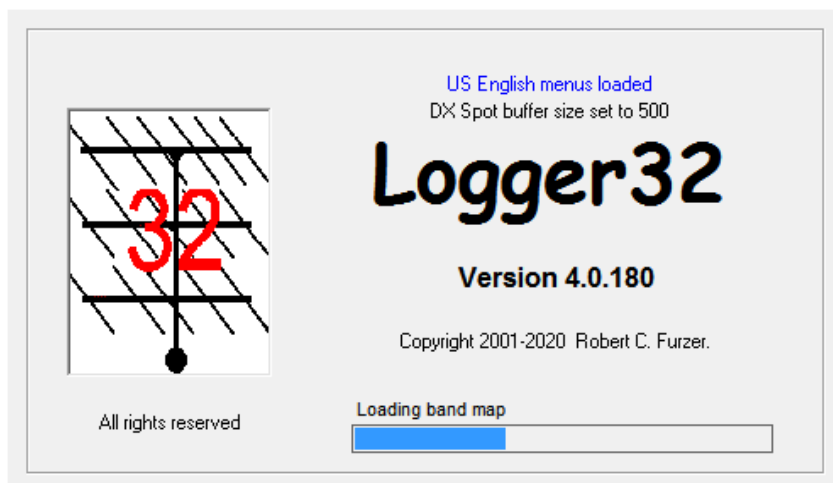 US English menus loaded
DX Spot buffer size set to 500
Logger32
32
Version 4.0.180
Copyright 2001-2020 Robert C. Furzer.
All rights reserved
Loading band map